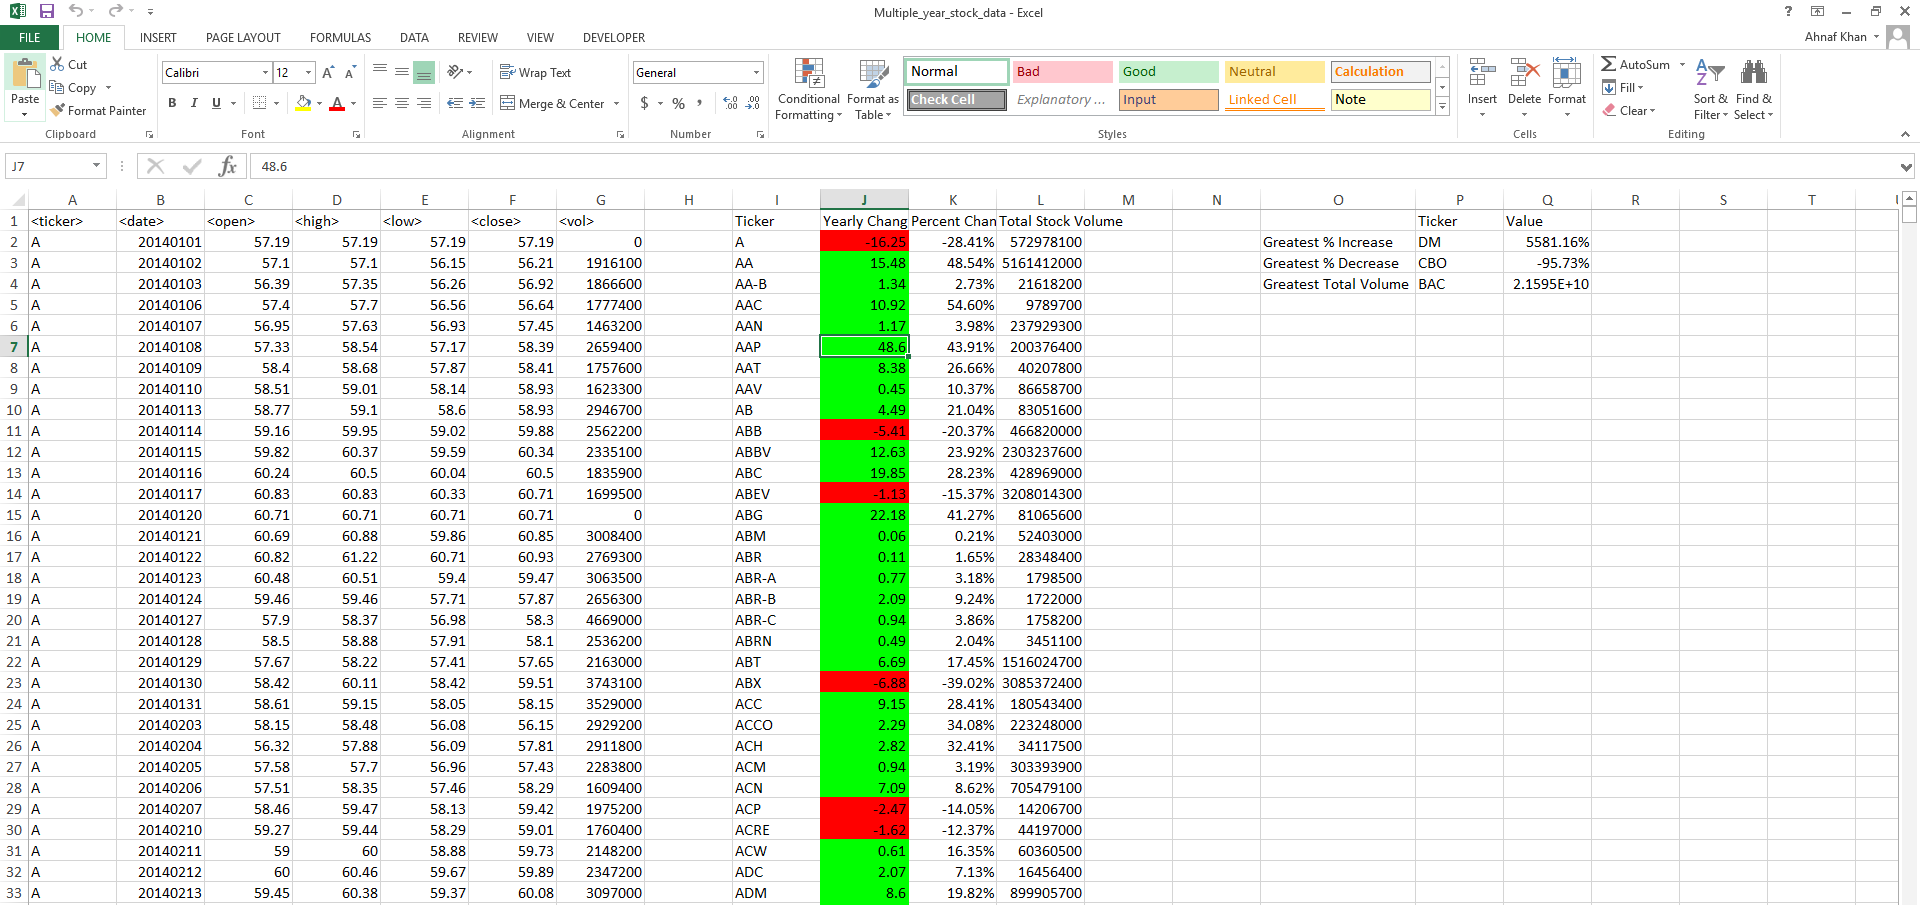 Multiple_year_stock_data - Excel
FILE HOME INSERT PAGE LAYOUT FORMULAS DATA REVIEW VIEW DEVELOPER Ahnaf Khan
Paste Cut Copy Format Painter Clipboard
Calibri 12 B I U A Font
Wrap Text Merge & Center Alignment
General $ % , Number
Conditional Formatting Format as Table
Normal Bad Good Neutral Calculation
Check Cell Explanatory ... Input Linked Cell Note
Styles
Insert Delete Format Cells
AutoSum Fill Clear Sort & Filter Find & Select Editing
J7 fx 48.6
A B C D E F G H I J K L M N O P Q R S T
1 <ticker> <date> <open> <high> <low> <close> <vol> Ticker Yearly Chang Percent Chan Total Stock Volume Ticker Value
2 A 20140101 57.19 57.19 57.19 57.19 0 A -16.25 -28.41% 572978100 Greatest % Increase DM 5581.16%
3 A 20140102 57.1 57.1 56.15 56.21 1916100 AA 15.48 48.54% 5161412000 Greatest % Decrease CBO -95.73%
4 A 20140103 56.39 57.35 56.26 56.92 1866600 AA-B 1.34 2.73% 21618200 Greatest Total Volume BAC 2.1595E+10
5 A 20140106 57.4 57.7 56.56 56.64 1777400 AAC 10.92 54.60% 9789700
6 A 20140107 56.95 57.63 56.93 57.45 1463200 AAN 1.17 3.98% 237929300
7 A 20140108 57.33 58.54 57.17 58.39 2659400 AAP 48.6 43.91% 200376400
8 A 20140109 58.4 58.68 57.87 58.41 1757600 AAT 8.38 26.66% 40207800
9 A 20140110 58.51 59.01 58.14 58.93 1623300 AAV 0.45 10.37% 86658700
10 A 20140113 58.77 59.1 58.6 58.93 2946700 AB 4.49 21.04% 83051600
11 A 20140114 59.16 59.95 59.02 59.88 2562200 ABB -5.41 -20.37% 466820000
12 A 20140115 59.82 60.37 59.59 60.34 2335100 ABBV 12.63 23.92% 2303237600
13 A 20140116 60.24 60.5 60.04 60.5 1835900 ABC 19.85 28.23% 428969000
14 A 20140117 60.83 60.83 60.33 60.71 1699500 ABEV -1.13 -15.37% 3208014300
15 A 20140120 60.71 60.71 60.71 60.71 0 ABG 22.18 41.27% 81065600
16 A 20140121 60.69 60.88 59.86 60.85 3008400 ABM 0.06 0.21% 52403000
17 A 20140122 60.82 61.22 60.71 60.93 2769300 ABR 0.11 1.65% 28348400
18 A 20140123 60.48 60.51 59.4 59.47 3063500 ABR-A 0.77 3.18% 1798500
19 A 20140124 59.46 59.46 57.71 57.87 2656300 ABR-B 2.09 9.24% 1722000
20 A 20140127 57.9 58.37 56.98 58.3 4669000 ABR-C 0.94 3.86% 1758200
21 A 20140128 58.5 58.88 57.91 58.1 2536200 ABRN 0.49 2.04% 3451100
22 A 20140129 57.67 58.22 57.41 57.65 2163000 ABT 6.69 17.45% 1516024700
23 A 20140130 58.42 60.11 58.42 59.51 3743100 ABX -6.88 -39.02% 3085372400
24 A 20140131 58.61 59.15 58.05 58.15 3529000 ACC 9.15 28.41% 180543400
25 A 20140203 58.15 58.48 56.08 56.15 2929200 ACCO 2.29 34.08% 223248000
26 A 20140204 56.32 57.88 56.09 57.81 2911800 ACH 2.82 32.41% 34117500
27 A 20140205 57.58 57.7 56.96 57.43 2283800 ACM 0.94 3.19% 303393900
28 A 20140206 57.51 58.35 57.46 58.29 1609400 ACN 7.09 8.62% 705479100
29 A 20140207 58.46 59.47 58.13 59.42 1975200 ACP -2.47 -14.05% 14206700
30 A 20140210 59.27 59.44 58.29 59.01 1760400 ACRE -1.62 -12.37% 44197000
31 A 20140211 59 60 58.88 59.73 2148200 ACW 0.61 16.35% 60360500
32 A 20140212 60 60.46 59.67 59.89 2347200 ADC 2.07 7.13% 16456400
33 A 20140213 59.45 60.38 59.37 60.08 3097000 ADM 8.6 19.82% 899905700